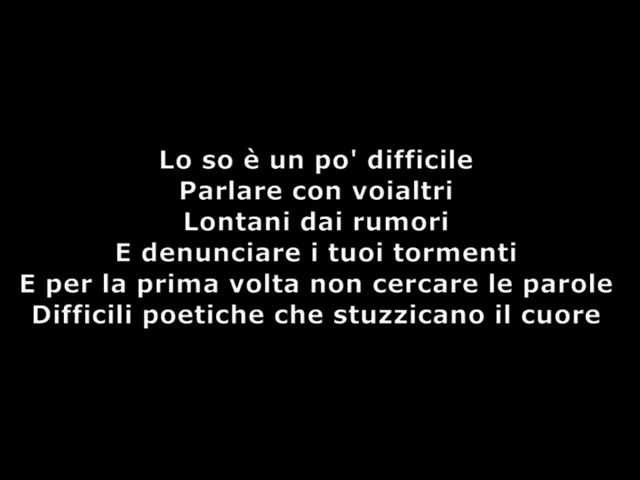 Lo so è un po' difficile
Parlare con voialtri
Lontani dai rumori
E denunciare i tuoi tormenti
E per la prima volta non cercare le parole
Difficili poetiche che stuzzicano il cuore